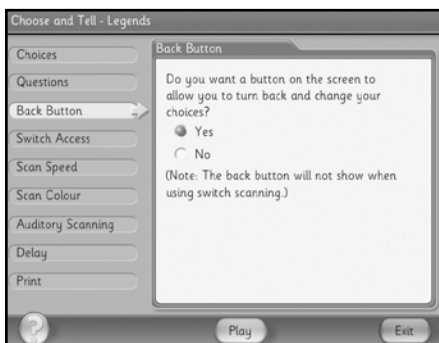 Choose and Tell - Legends
Choices
Questions
Back Button
Switch Access
Scan Speed
Scan Colour
Auditory Scanning
Delay
Print
Back Button
Do you want a button on the screen to
allow you to turn back and change your
choices?
Yes
No
(Note: The back button will not show when
using switch scanning.)
?
Play
Exit